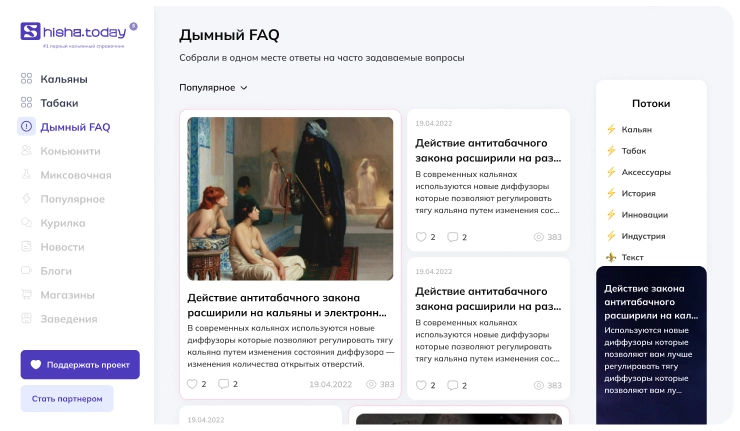 Shisha.today
#1 первый кальянный справочник
Кальяны
Табаки
Дымный FAQ
Комьюнити
Миксовочная
Популярное
Курилка
Новости
Блоги
Магазины
Заведения
Поддержать проект
Стать партнером
Дымный FAQ
Собрали в одном месте ответы на часто задаваемые вопросы
Популярное
Действие антитабачного закона
расширили на кальяны и электронн...
В современных кальянах используются новые
диффузоры которые позволяют регулировать тягу
кальяна путем изменения состояния диффузора —
изменения количества открытых отверстий.
2 2 19.04.2022 383
19.04.2022
Действие антитабачного
закона расширили на раз...
В современных кальянах
используются новые диффузоры
которые позволяют регулировать
тягу кальяна путем изменения сос...
2 2 383
19.04.2022
Действие антитабачного
закона расширили на раз...
В современных кальянах
используются новые диффузоры
которые позволяют регулировать
тягу кальяна путем изменения сос...
2 2 383
19.04.2022
Потоки
Кальян
Табак
Аксессуары
История
Инновации
Индустрия
Текст
Действие закона
антитабачного
расширили на кал...
Используются новые
диффузоры которые
позволяют вам лучше
регулировать тягу
диффузоры которые
позволяют вам лу...